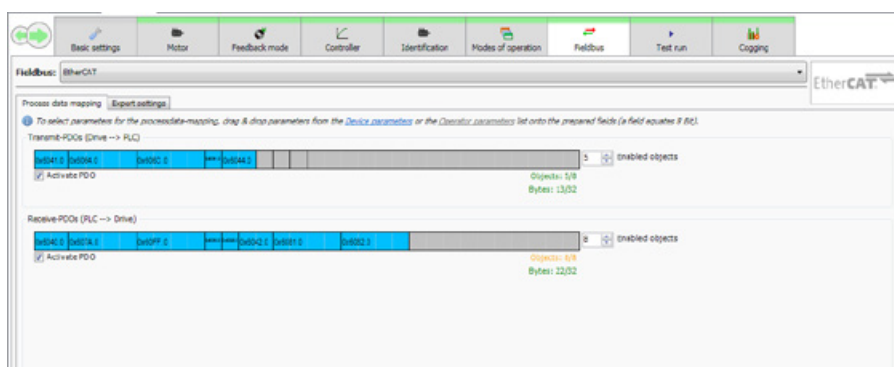 Basic settings Motor Feedback mode Controller Identification Modes of operation Fieldbus Test run Cogging
Fieldbus: EtherCAT
EtherCAT
Process data mapping Expert settings
To select parameters for the processdata-mapping, drag & drop parameters from the Device parameters or the Operator parameters list onto the prepared fields (a field equates 8 Bit).
Transmit-PDOs (Drive --> PLC)
0x6041.0 0x6064.0 0x606C.0 0x6044.0 5 Enabled objects
Activate PDO Objects: 5/8
Bytes: 13/32
Receive-PDOs (PLC --> Drive)
0x6040.0 0x607A.0 0x60FF.0 0x6042.0 0x6081.0 8 Enabled objects
Activate PDO Objects: 8/8
Bytes: 22/32